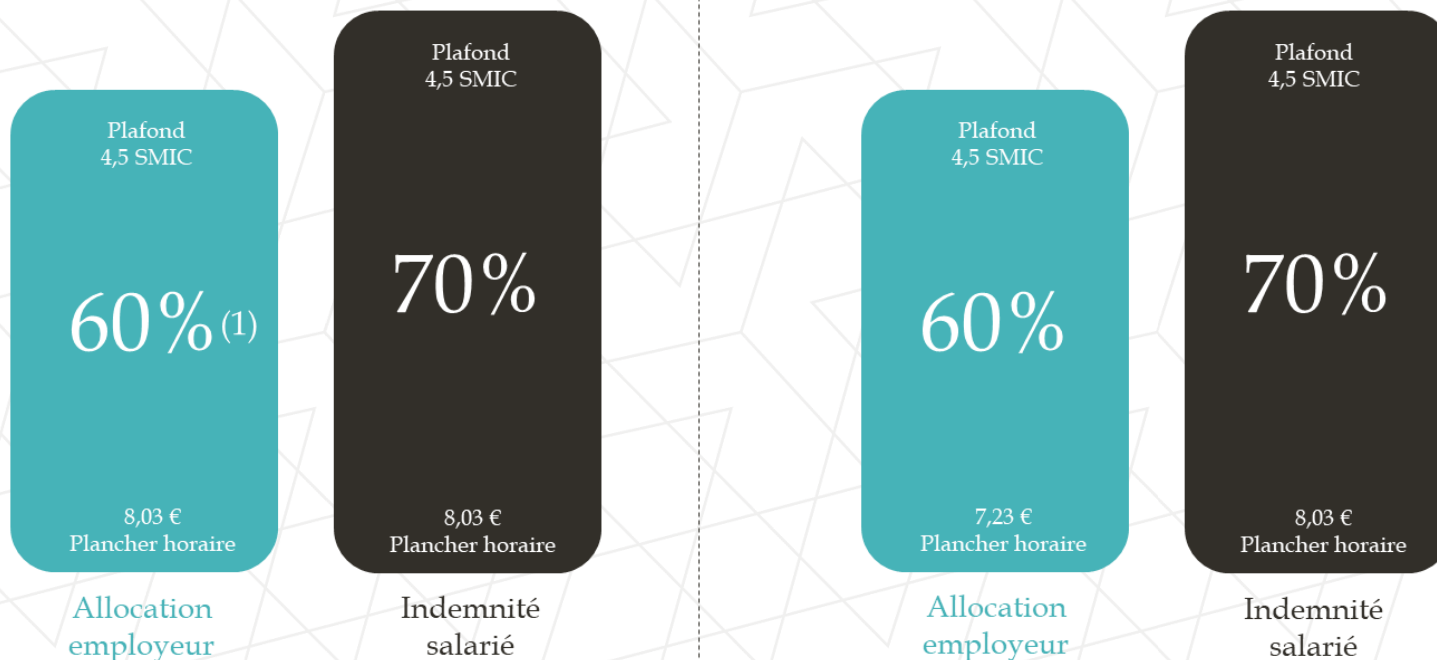 Plafond
4,5 SMIC
60% (1)
8,03 €
Plancher horaire
Allocation
employeur
Plafond
4,5 SMIC
70%
8,03 €
Plancher horaire
Indemnité
salarié
Plafond
4,5 SMIC
60%
7,23 €
Plancher horaire
Allocation
employeur
Plafond
4,5 SMIC
70%
8,03 €
Plancher horaire
Indemnité
salarié